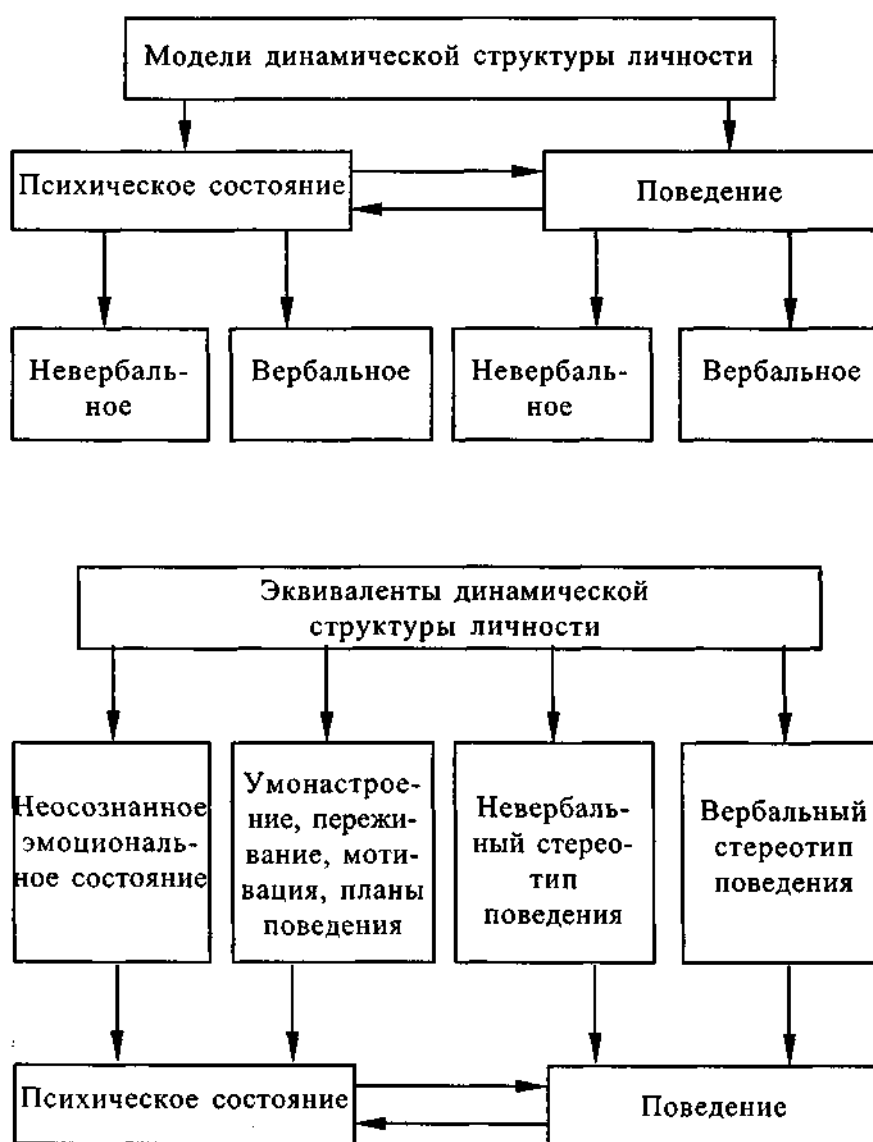 Модели динамической структуры личности
Психическое состояние
Поведение
Невербаль-
ное
Вербальное
Невербаль-
ное
Вербальное
Эквиваленты динамической
структуры личности
Неосознанное
эмоциональ-
ное состояние
Умонастрое-
ние, пережи-
вание, моти-
вация, планы
поведения
Невербаль-
ный стерео-
тип
поведения
Вербальный
стереотип
поведения
Психическое состояние
Поведение